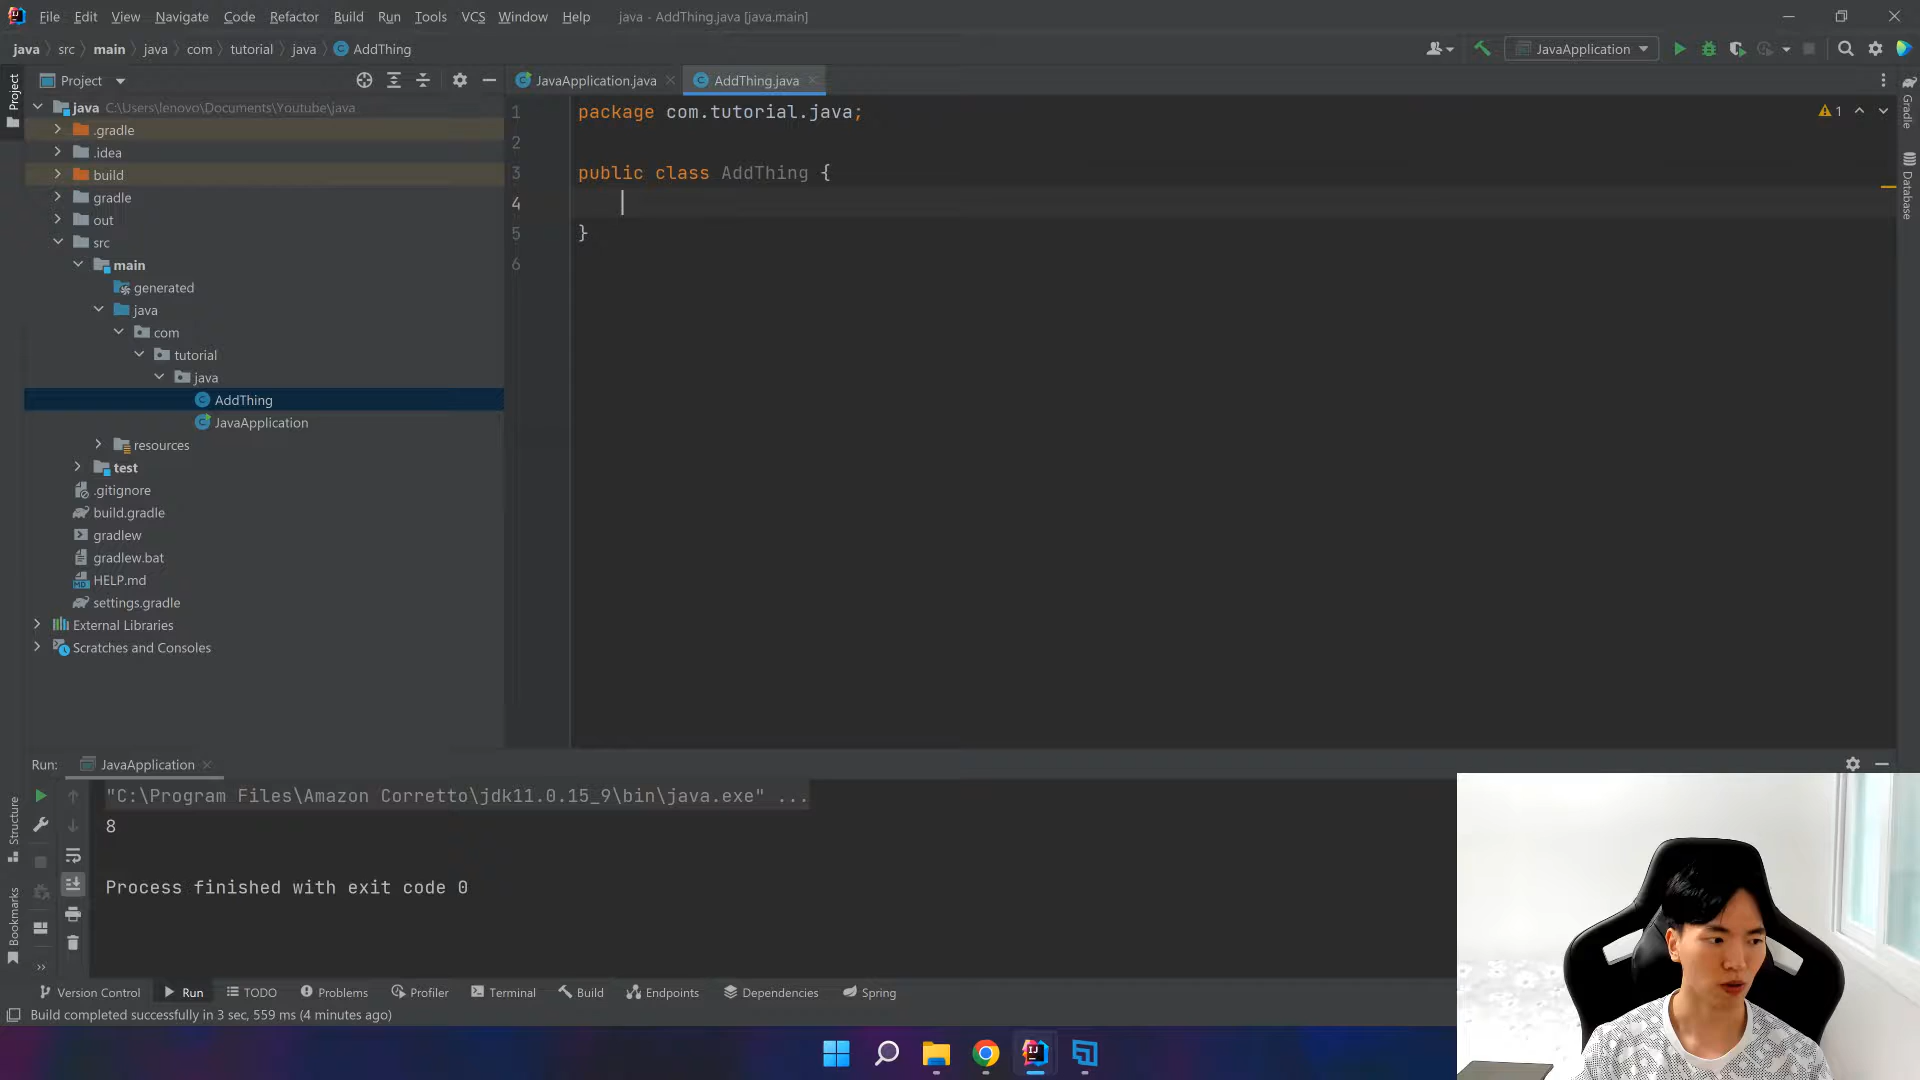 File Edit View Navigate Code Refactor Build Run Tools VCS Window Help java - AddThing.java [java.main]
java src main java com tutorial java AddThing JavaApplication
Project JavaApplication.java AddThing.java
java C:\Users\lenovo\Documents\Youtube\java
.gradle
.idea
build
gradle
out
src
main
generated
java
com
tutorial
java
AddThing
JavaApplication
resources
test
.gitignore
build.gradle
gradlew
gradlew.bat
HELP.md
settings.gradle
External Libraries
Scratches and Consoles
1 package com.tutorial.java;
2
3 public class AddThing {
4
5 }
6
1
Project
Structure
Bookmarks
Gradle
Database
Run: JavaApplication
"C:\Program Files\Amazon Corretto\jdk11.0.15_9\bin\java.exe" ...
8
Process finished with exit code 0
Version Control Run TODO Problems Profiler Terminal Build Endpoints Dependencies Spring
Build completed successfully in 3 sec, 559 ms (4 minutes ago)